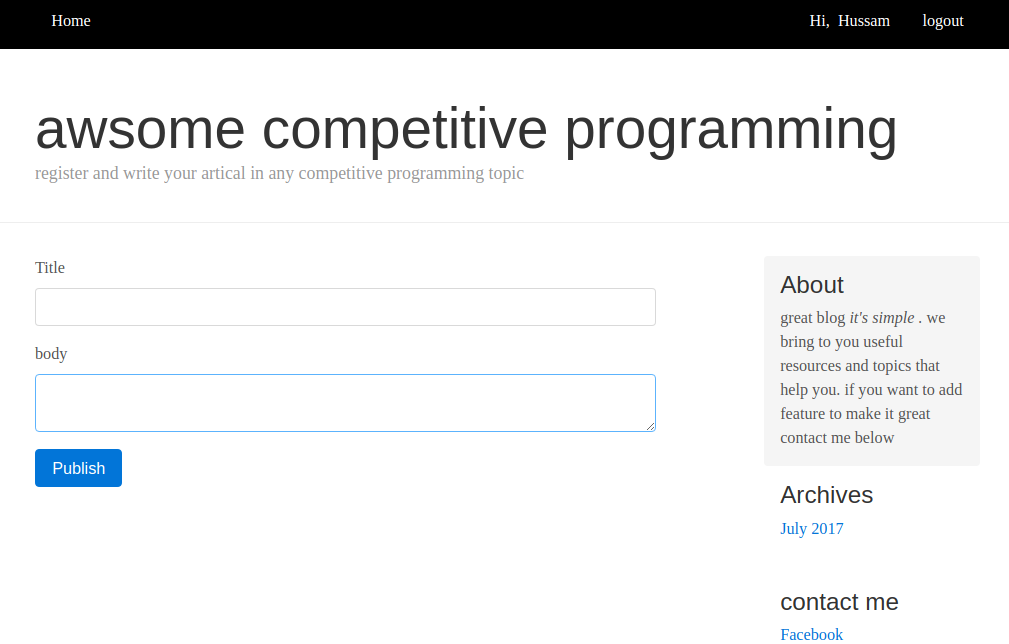 Home
Hi, Hussam
logout
awsome competitive programming
register and write your artical in any competitive programming topic
Title
body
Publish
About
great blog it's simple . we
bring to you useful
resources and topics that
help you. if you want to add
feature to make it great
contact me below
Archives
July 2017
contact me
Facebook